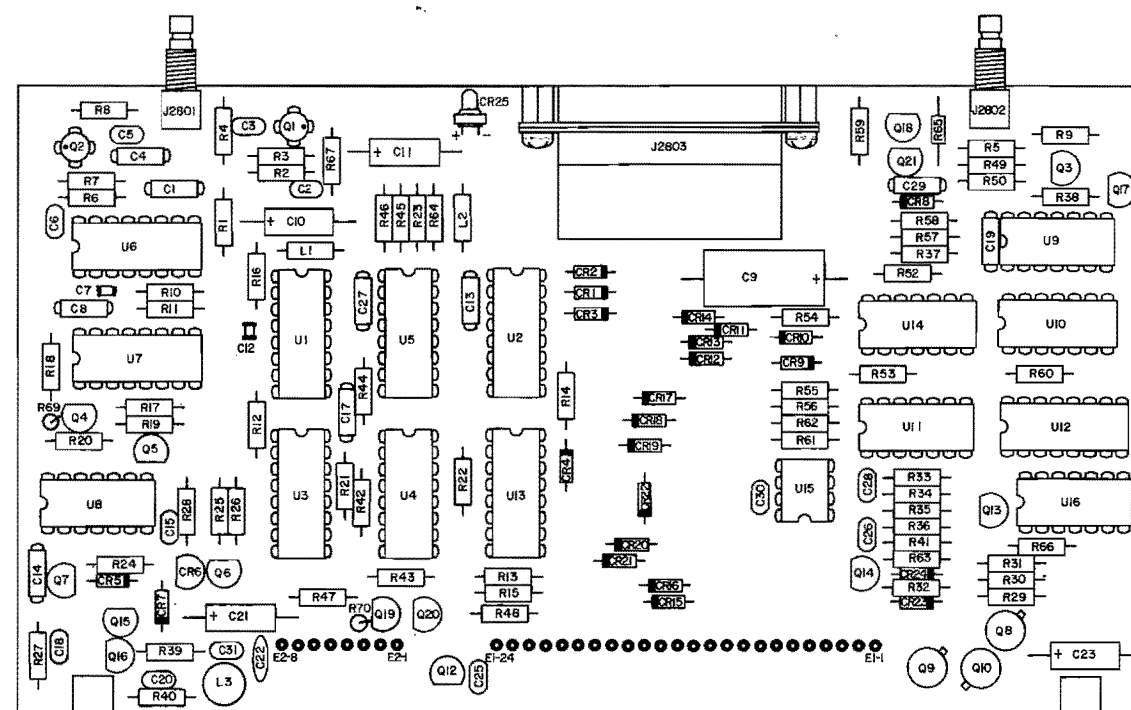 R8
J2801
R4
C3
Q1
CR25
+ -
J2803
R59
Q18
R65
J2802
R9
Q2
C5
C4
R3
R2
R67
+ C11
Q21
R5
R49
R50
Q3
Q17
R7
R6
C1
C2
C29
CR8
R38
C6
R1
+ C10
R46
R45
R23
R64
L2
R58
R57
R37
C19
U9
U6
L1
R16
R52
C7
R10
C8
R11
C12
U1
C27
U5
C13
U2
CR2
CR1
CR3
C9 +
CR14
CR11
CR13
CR12
R54
CR10
CR9
U14
U10
U7
R18
R44
R14
R53
R60
R69
Q4
R17
R19
R20
Q5
R12
C17
CR17
CR18
CR19
CR4
R55
R56
R62
R61
U11
U12
U8
C15
R28
R25
R26
U3
R21
R42
U4
R22
U13
CR22
C30
U15
C28
R33
R34
R35
R36
R41
R63
CR24
R32
CR23
C26
Q13
U16
CR20
CR21
R66
C14
Q7
R24
CR5
CR6
Q6
R43
R13
R15
R48
CR16
CR15
Q14
R31
R30
R29
CR7
C21 +
R47
R70
Q19
Q20
Q15
Q16
R27
C18
R39
C31
C22
E2-8
E2-1
E1-24
E1-1
Q8
C20
R40
L3
Q12
C25
Q9
Q10
+ C23